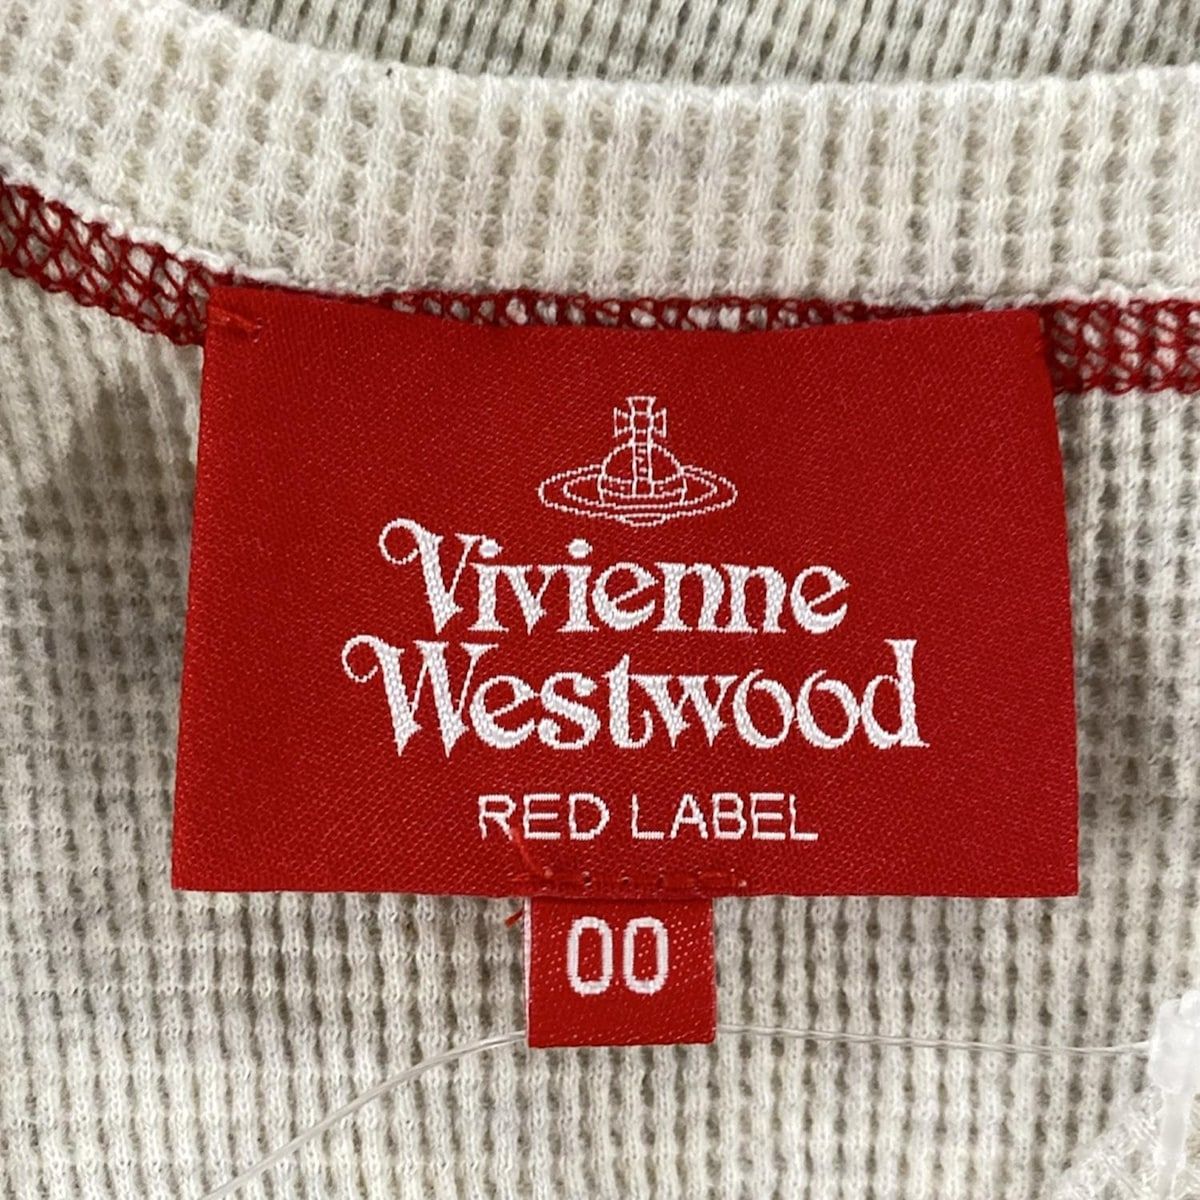 Vivienne
Westwood
RED LABEL
00